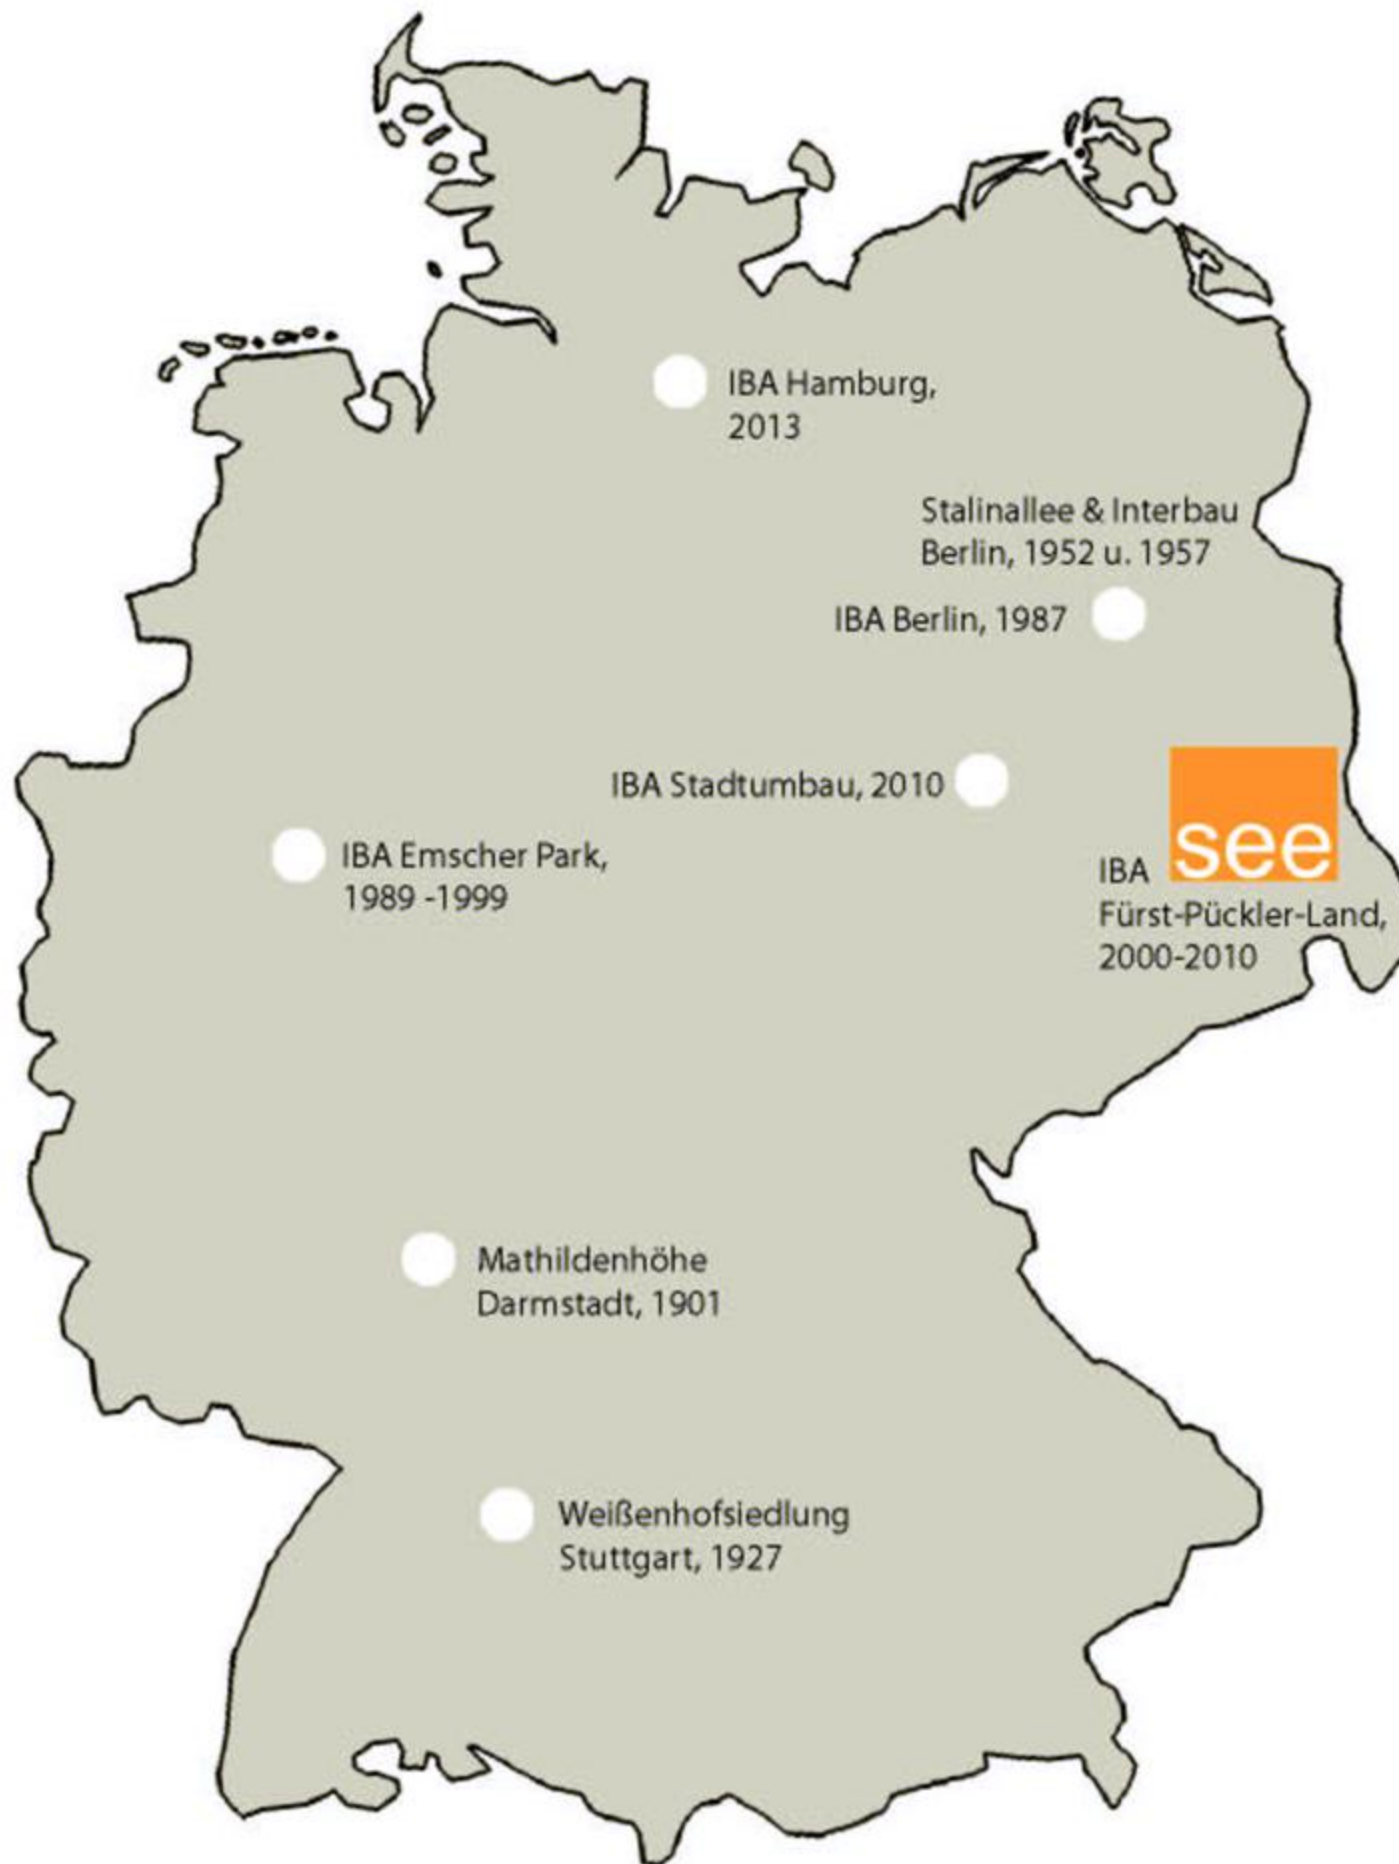 IBA Hamburg,
2013
Stalinallee & Interbau
Berlin, 1952 u. 1957
IBA Berlin, 1987
IBA Stadtumbau, 2010
see
IBA
Fürst-Pückler-Land,
2000-2010
IBA Emscher Park,
1989 -1999
Mathildenhöhe
Darmstadt, 1901
Weißenhofsiedlung
Stuttgart, 1927